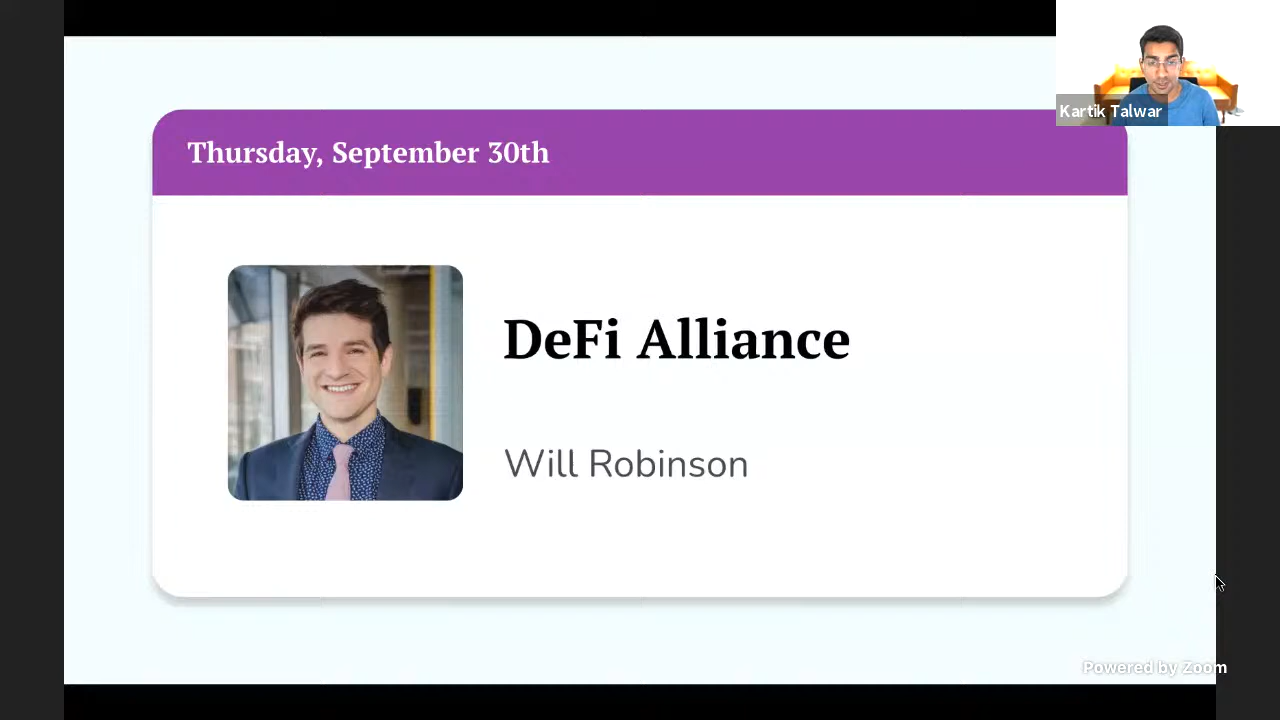 Kartik Talwar
Thursday, September 30th
DeFi Alliance
Will Robinson
Powered by Zoom